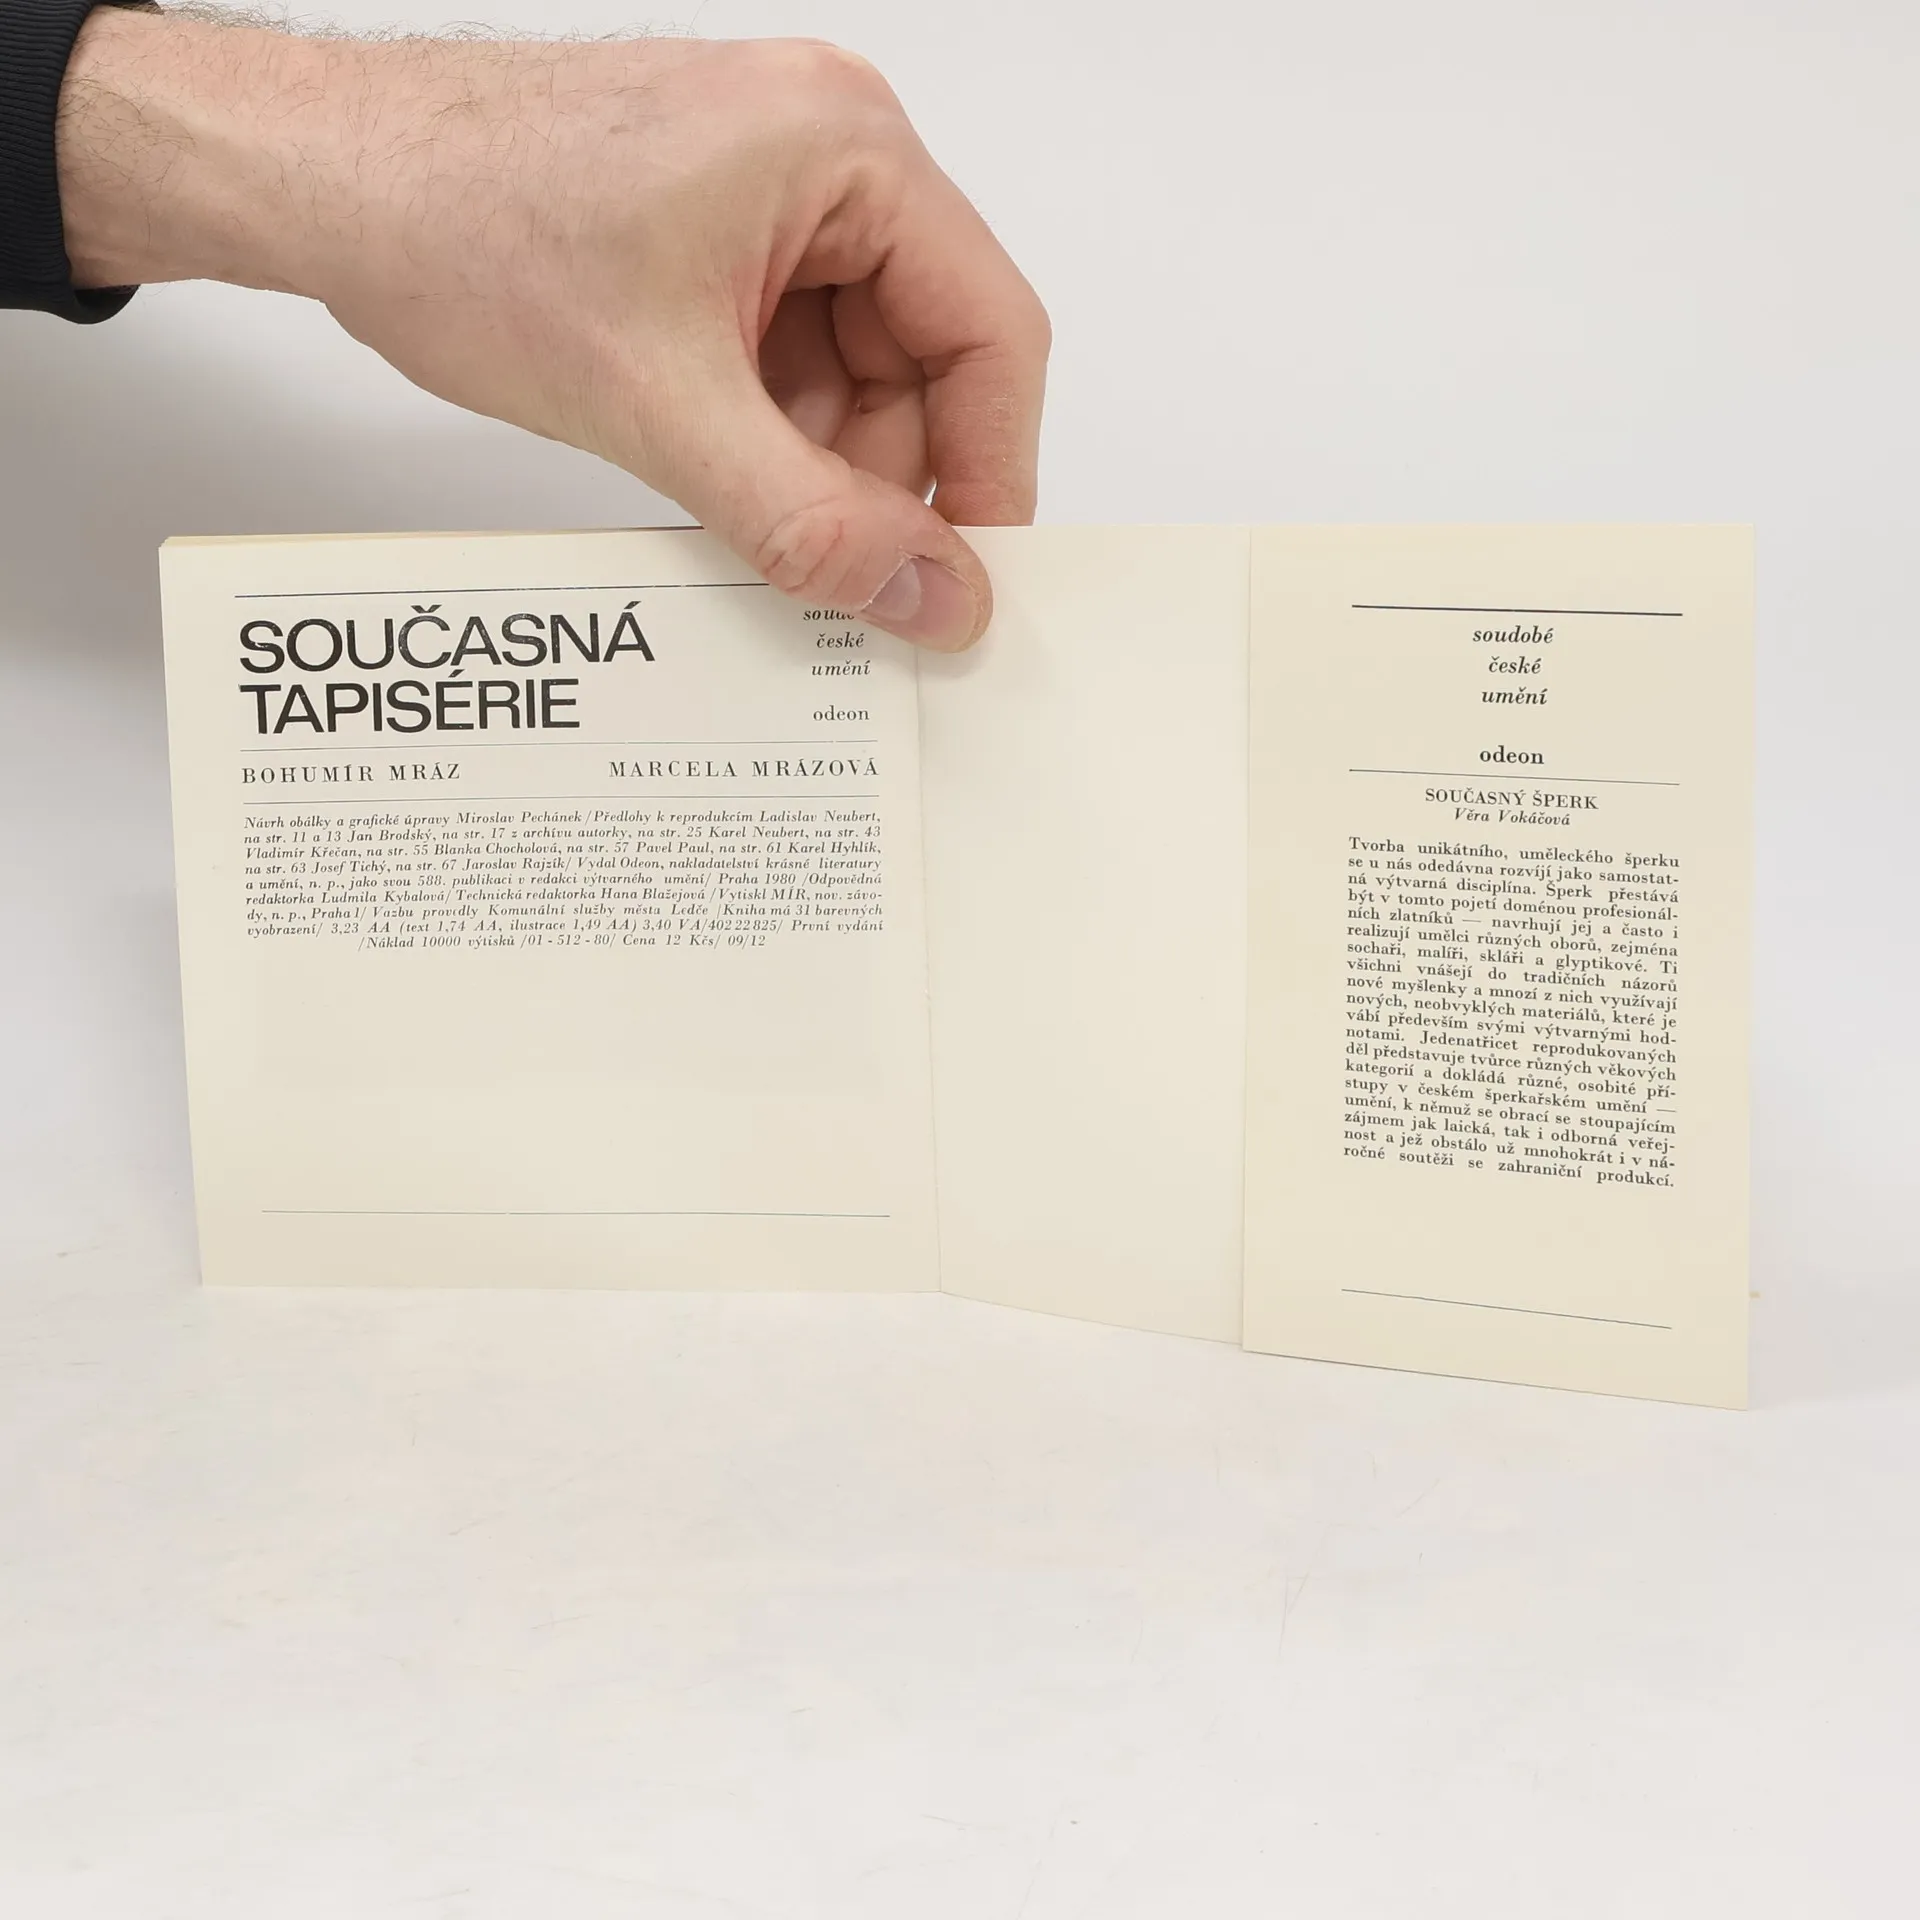 SOUČASNÁ
TAPISÉRIE
české
umění
odeon
BOHUMÍR MRÁZ MARCELA MRÁZOVÁ
Návrh obálky a grafické úpravy Miroslav Pechánek /Předlohy k reprodukcím Ladislav Neubert,
na str. 11 a 13 Jan Brodský, na str. 17 z archívu autorky, na str. 25 Karel Neubert, na str. 43
Vladimír Křečan, na str. 55 Blanka Chocholová, na str. 57 Pavel Paul, na str. 61 Karel Hyhlík,
na str. 63 Josef Tichý, na str. 67 Jaroslav Rajzík/ Vydal Odeon, nakladatelství krásné literatury
a umění, n. p., jako svou 588. publikaci v redakci výtvarného umění/ Praha 1980 /Odpovědná
redaktorka Ludmila Kybalová/ Technická redaktorka Hana Blažejová /Vytiskl MÍR, nov. závo-
dy, n. p., Praha 1/ Vazbu provedly Komunální služby města Ledče /Kniha má 31 barevných
vyobrazení/ 3,23 AA (text 1,74 AA, ilustrace 1,49 AA) 3,40 VA/402 22 825/ První vydání
/Náklad 10000 výtisků /01 - 512 - 80/ Cena 12 Kčs/ 09/12
soudobé
české
umění
odeon
SOUČASNÝ ŠPERK
Věra Vokáčová
Tvorba unikátního, uměleckého šperku
se u nás odedávna rozvíjí jako samostat-
ná výtvarná disciplína. Šperk přestává
být v tomto pojetí doménou profesionál-
ních zlatníků — navrhují jej a často i
realizují umělci různých oborů, zejména
sochaři, malíři, skláři a glyptikové. Ti
všichni vnášejí do tradičních názorů
nové myšlenky a mnozí z nich využívají
nových, neobvyklých materiálů, které je
vábí především svými výtvarnými hod-
notami. Jedenatřicet reprodukovaných
děl představuje tvůrce různých věkových
kategorií a dokládá různé, osobité pří-
stupy v českém šperkařském umění —
umění, k němuž se obrací se stoupajícím
zájmem jak laická, tak i odborná veřej-
nost a jež obstálo už mnohokrát i v ná-
ročné soutěži se zahraniční produkcí.